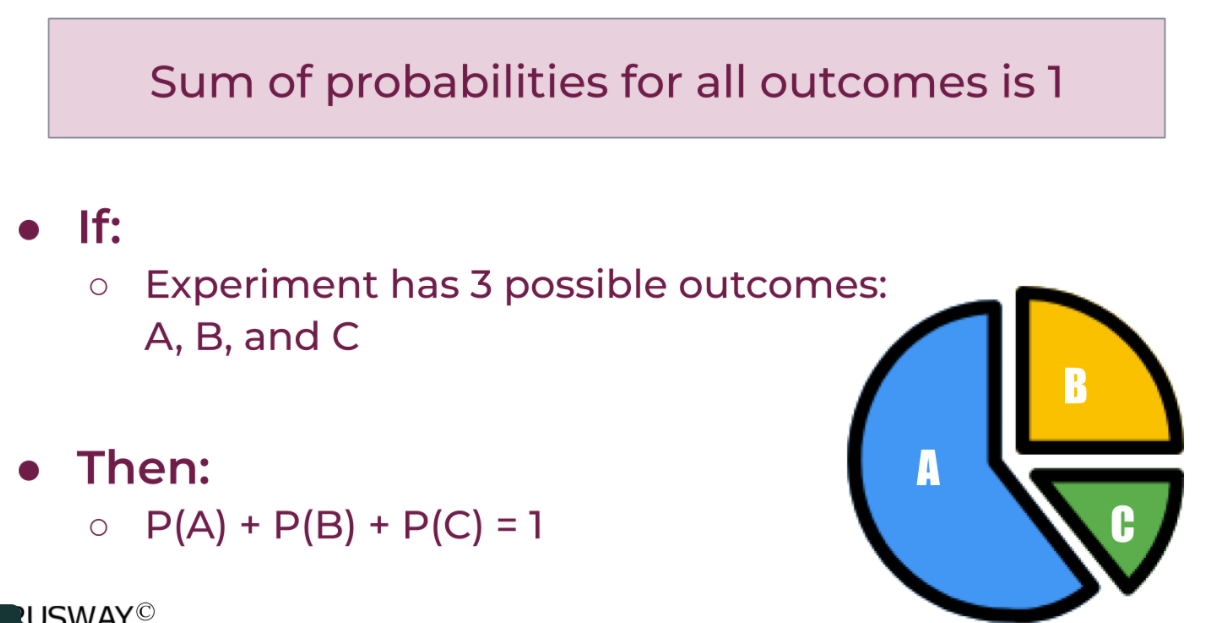 Sum of probabilities for all outcomes is 1
● If:
○ Experiment has 3 possible outcomes:
A, B, and C
B
A
● Then:
C
○ P(A) + P(B) + P(C) = 1